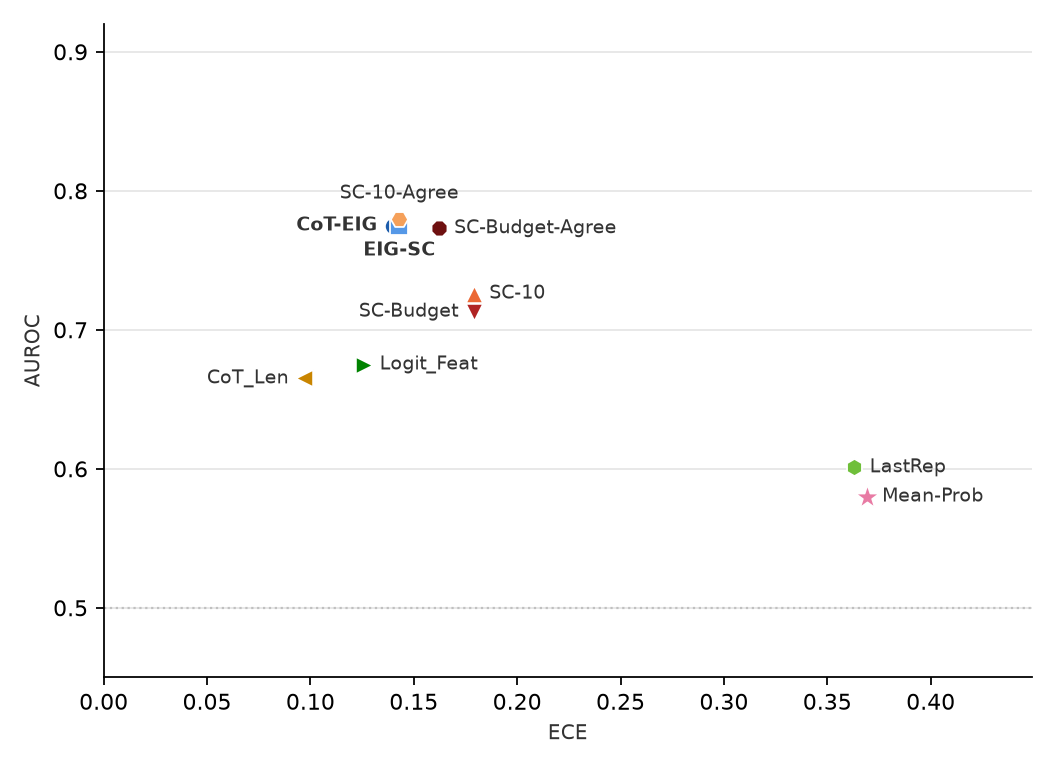 0.9
0.8
SC-10-Agree
CoT-EIG
SC-Budget-Agree
EIG-SC
SC-10
SC-Budget
0.7
Logit_Feat
CoT_Len
AUROC
0.6
LastRep
Mean-Prob
0.5
0.00 0.05 0.10 0.15 0.20 0.25 0.30 0.35 0.40
ECE